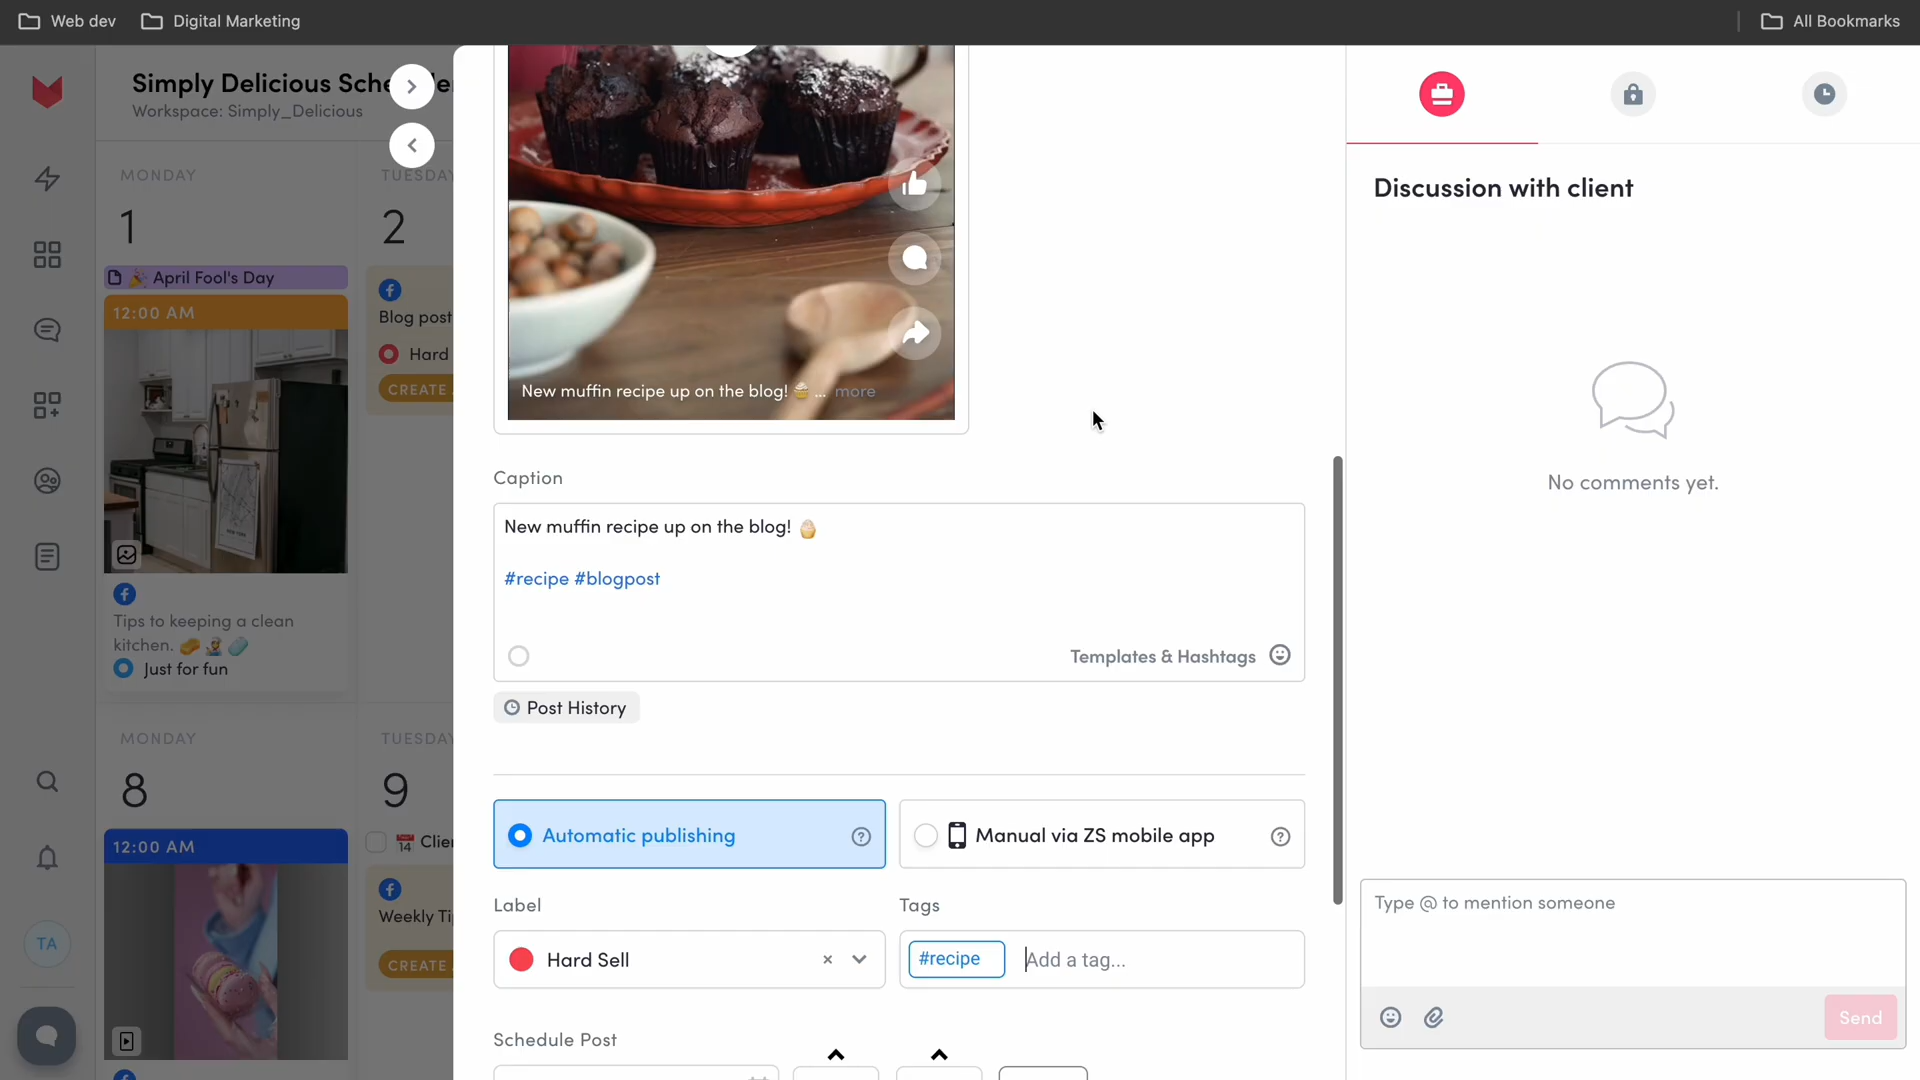 Web dev
Digital Marketing
All Bookmarks
Simply Delicious Sche
Workspace: Simply_Delicious
MONDAY
TUESDAY
1
2
🎉 April Fool's Day
12:00 AM
Blog post
Hard
CREATE
Tips to keeping a clean
kitchen. 🧽👩‍🍳🧼
Just for fun
MONDAY
TUESDAY
8
9
12:00 AM
📅 Clie
Weekly Ti
CREATE
TA
New muffin recipe up on the blog! 🧁 ... more
Caption
New muffin recipe up on the blog! 🧁
#recipe #blogpost
Templates & Hashtags
Post History
Automatic publishing
Manual via ZS mobile app
Label
Tags
Hard Sell
#recipe
Add a tag...
Schedule Post
Discussion with client
No comments yet.
Type @ to mention someone
Send